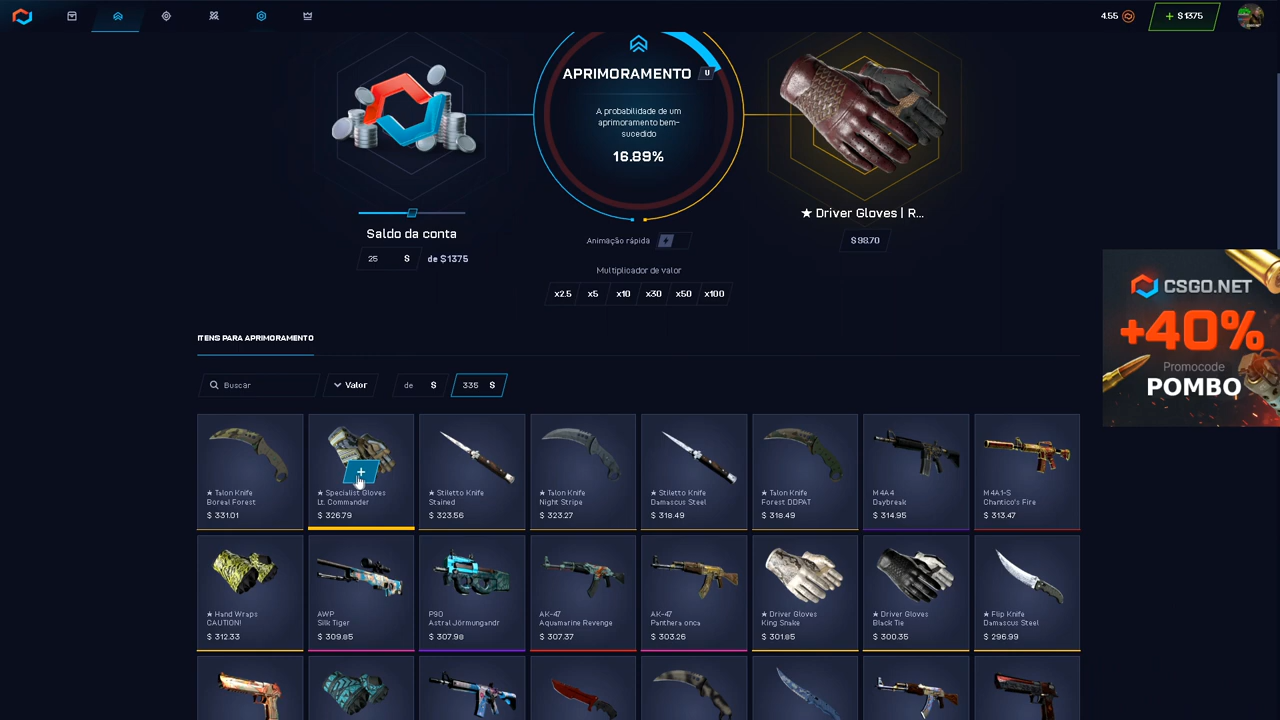 4.55
+ $ 1375
APRIMORAMENTO U
A probabilidade de um
aprimoramento bem-
sucedido
16.89%
★ Driver Gloves | R...
$ 98.70
Saldo da conta
25 $ de $ 1375
Animação rápida
Multiplicador de valor
x2.5 x5 x10 x30 x50 x100
CSGO.NET
+40%
Promocode
POMBO
ITENS PARA APRIMORAMENTO
Buscar Valor de $ 335 $
★ Talon Knife
Boreal Forest
$ 331.01
★ Specialist Gloves
Lt. Commander
$ 326.79
★ Stiletto Knife
Stained
$ 323.56
★ Talon Knife
Night Stripe
$ 323.27
★ Stiletto Knife
Damascus Steel
$ 318.49
★ Talon Knife
Forest DDPAT
$ 318.49
M4A4
Daybreak
$ 314.95
M4A1-S
Chantico's Fire
$ 313.47
★ Hand Wraps
CAUTION!
$ 312.33
AWP
Silk Tiger
$ 309.85
P90
Astral Jörmungandr
$ 307.98
AK-47
Aquamarine Revenge
$ 307.37
AK-47
Panthera onca
$ 303.26
★ Driver Gloves
King Snake
$ 301.85
★ Driver Gloves
Black Tie
$ 300.35
★ Flip Knife
Damascus Steel
$ 296.99